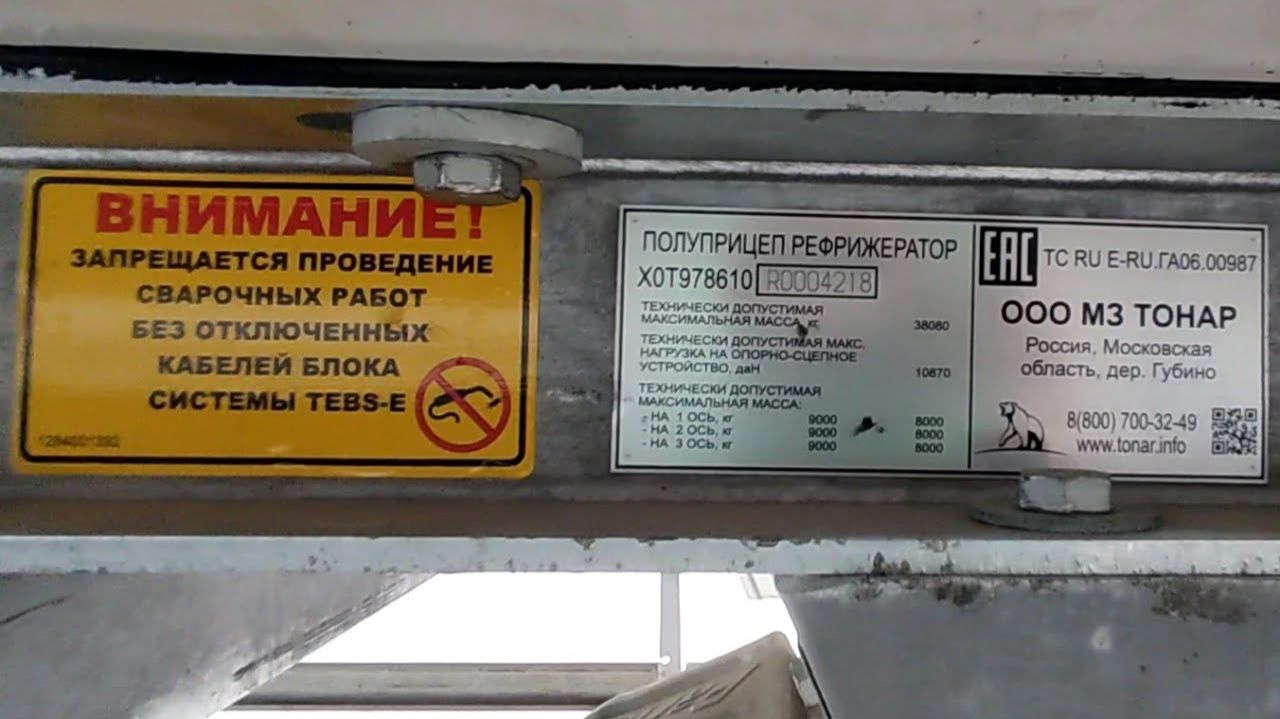 ВНИМАНИЕ!
ЗАПРЕЩАЕТСЯ ПРОВЕДЕНИЕ
СВАРОЧНЫХ РАБОТ
БЕЗ ОТКЛЮЧЕННЫХ
КАБЕЛЕЙ БЛОКА
СИСТЕМЫ TEBS-E
ПОЛУПРИЦЕП РЕФРИЖЕРАТОР
X0T978610 R0004218
ТЕХНИЧЕСКИ ДОПУСТИМАЯ
МАКСИМАЛЬНАЯ МАССА, кг 38080
ТЕХНИЧЕСКИ ДОПУСТИМАЯ МАКС.
НАГРУЗКА НА ОПОРНО-СЦЕПНОЕ
УСТРОЙСТВО, даН 10870
ТЕХНИЧЕСКИ ДОПУСТИМАЯ
МАКСИМАЛЬНАЯ МАССА:
- НА 1 ОСЬ, кг 9000 8000
- НА 2 ОСЬ, кг 9000 8000
- НА 3 ОСЬ, кг 9000 8000
EAC TC RU E-RU.ГА06.00987
ООО МЗ ТОНАР
Россия, Московская
область, дер. Губино
8(800) 700-32-49
www.tonar.info